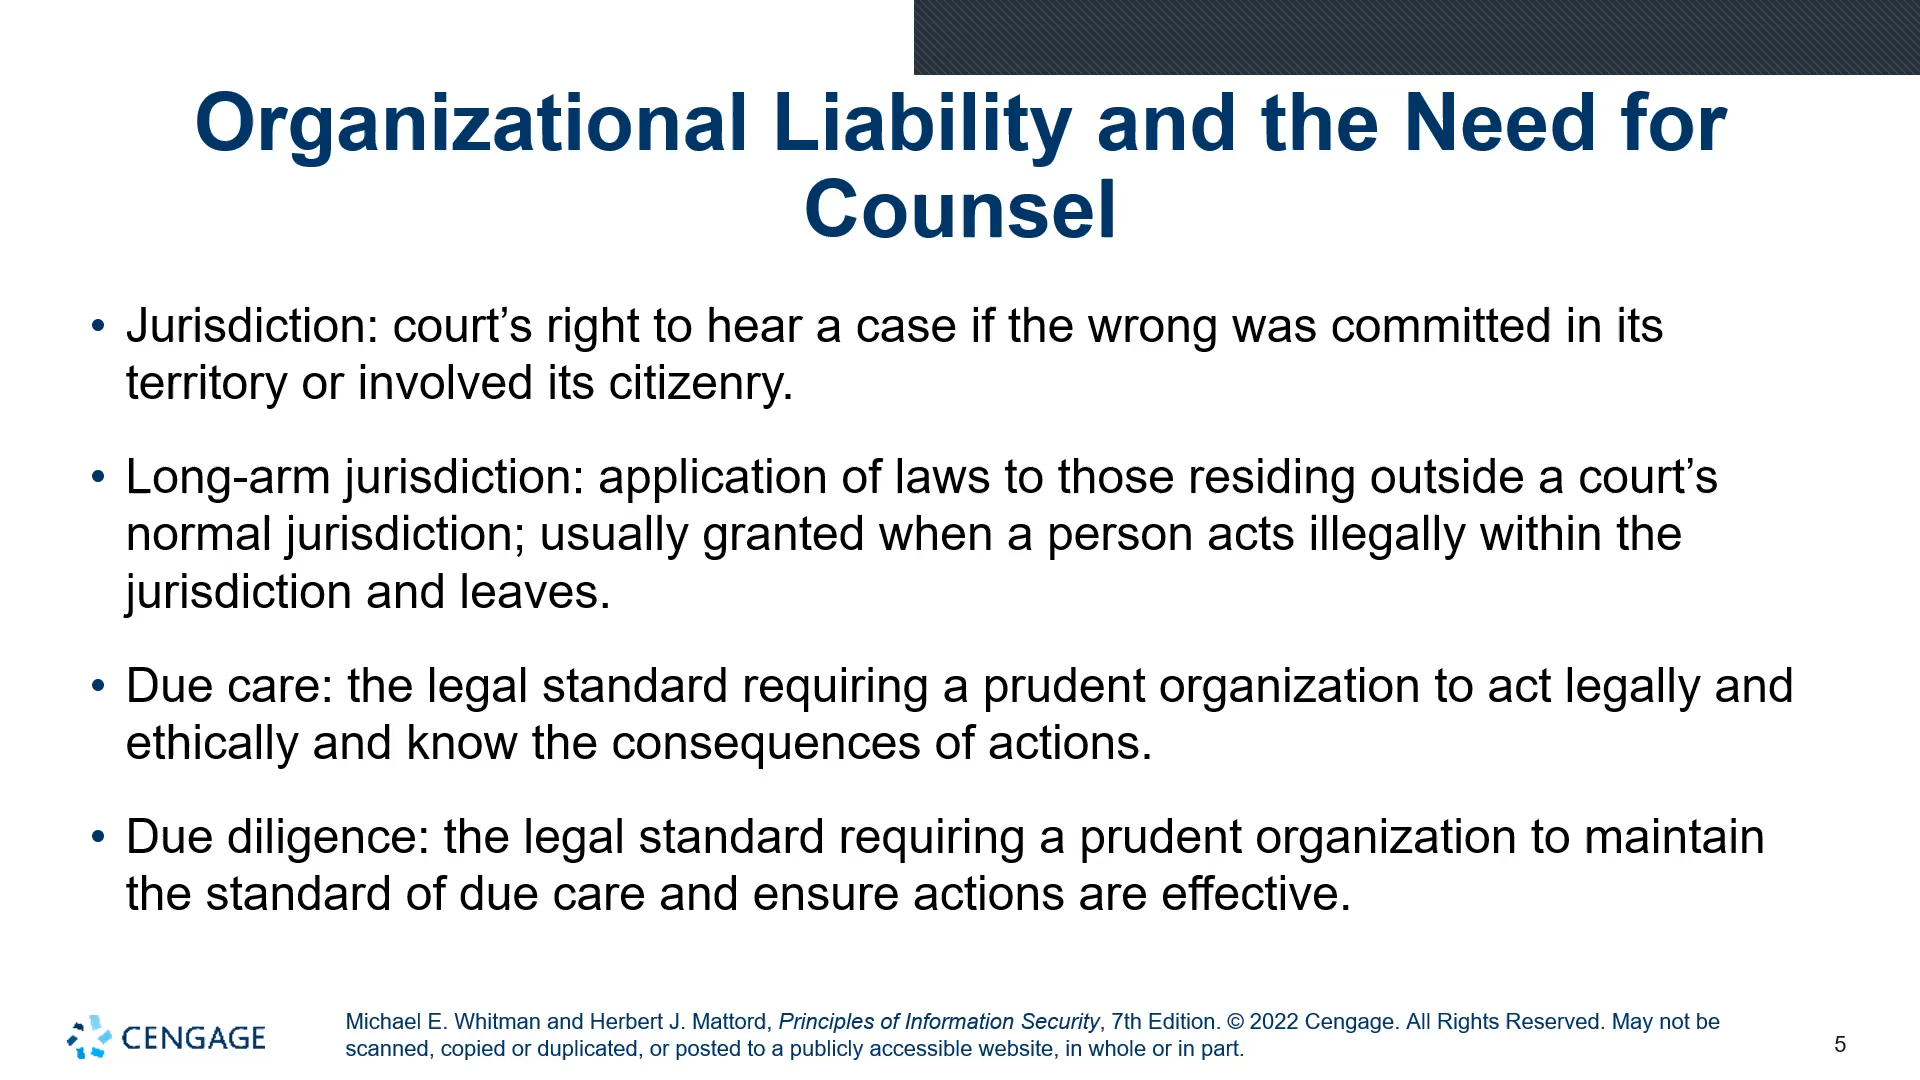 Organizational Liability and the Need for
Counsel
• Jurisdiction: court’s right to hear a case if the wrong was committed in its
territory or involved its citizenry.
• Long-arm jurisdiction: application of laws to those residing outside a court’s
normal jurisdiction; usually granted when a person acts illegally within the
jurisdiction and leaves.
• Due care: the legal standard requiring a prudent organization to act legally and
ethically and know the consequences of actions.
• Due diligence: the legal standard requiring a prudent organization to maintain
the standard of due care and ensure actions are effective.
CENGAGE
Michael E. Whitman and Herbert J. Mattord, Principles of Information Security, 7th Edition. © 2022 Cengage. All Rights Reserved. May not be
scanned, copied or duplicated, or posted to a publicly accessible website, in whole or in part.
5